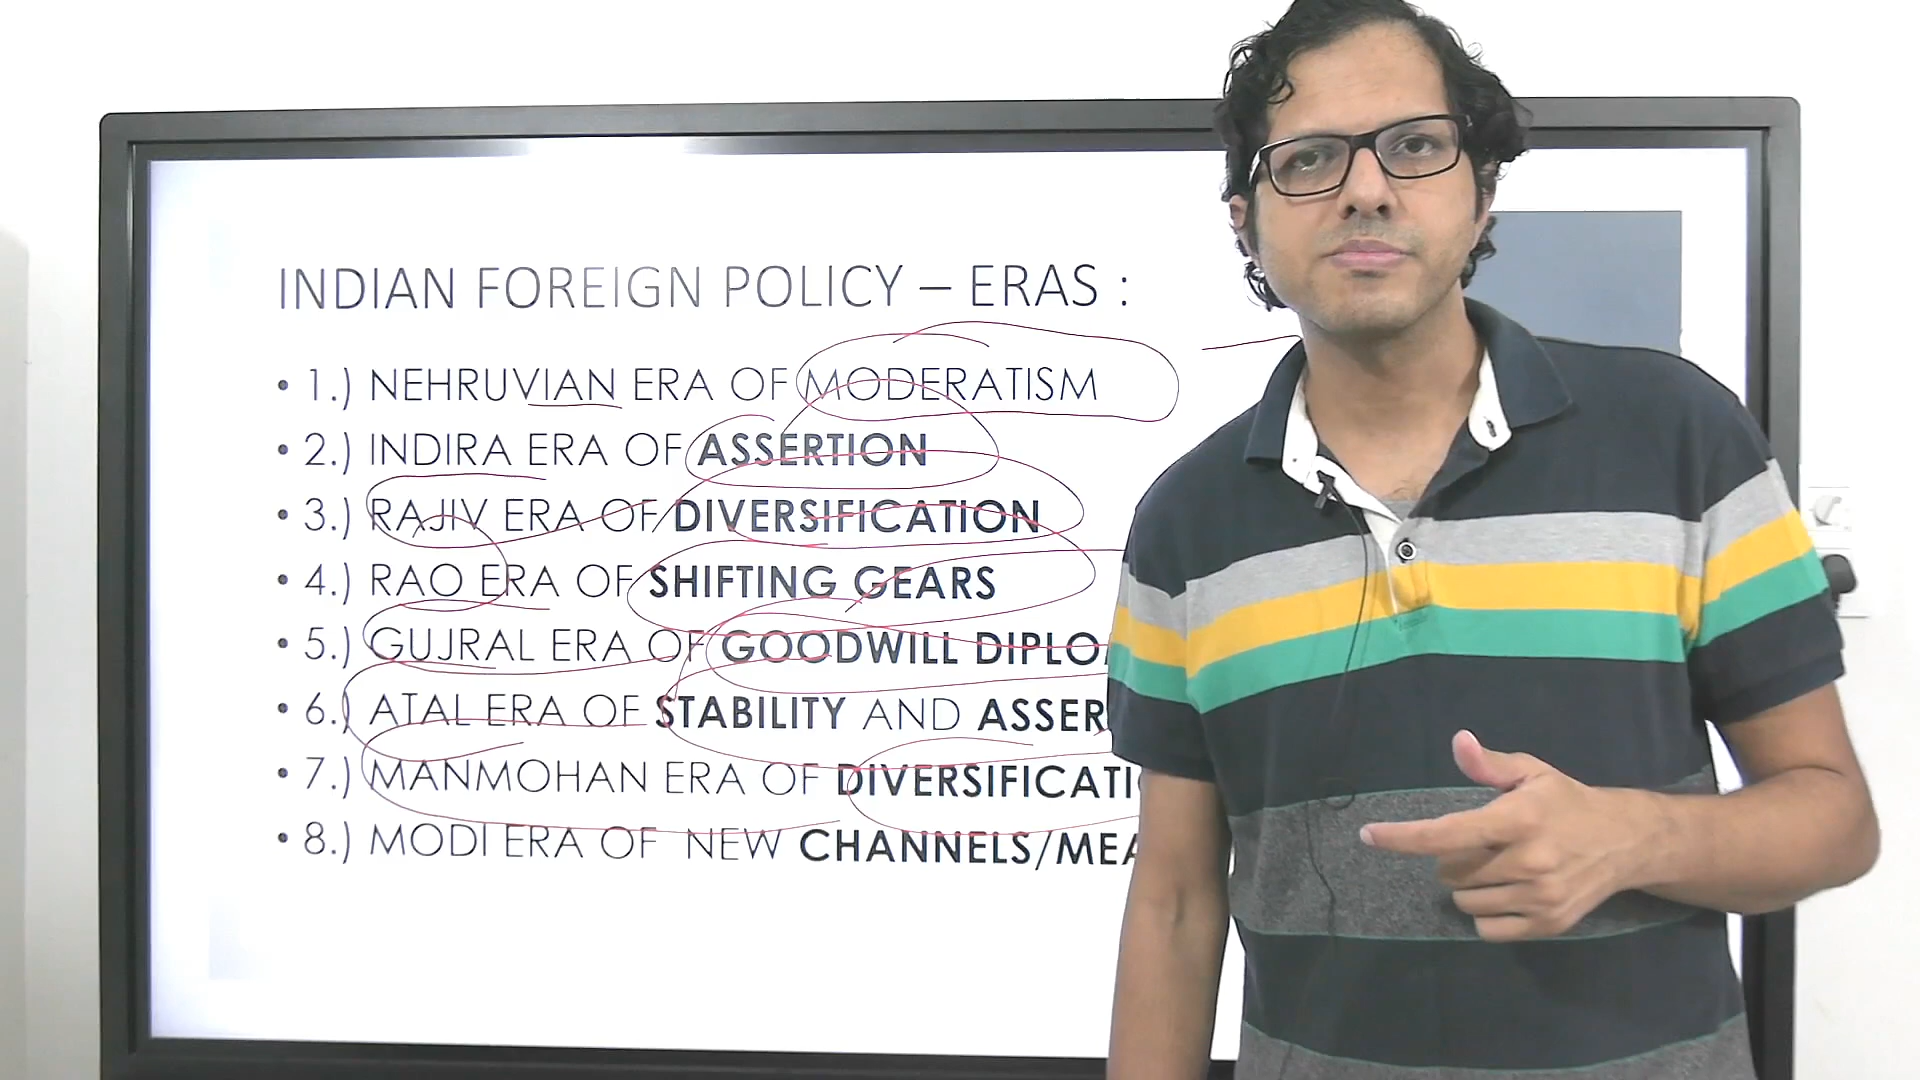 INDIAN FOREIGN POLICY – ERAS :
• 1.) NEHRUVIAN ERA OF MODERATISM
• 2.) INDIRA ERA OF ASSERTION
• 3.) RAJIV ERA OF DIVERSIFICATION
• 4.) RAO ERA OF SHIFTING GEARS
• 5.) GUJRAL ERA OF GOODWILL
• 6.) ATAL ERA OF STABILITY AND
• 7.) MANMOHAN ERA OF
• 8.) MODI ERA OF NEW CHANNELS/